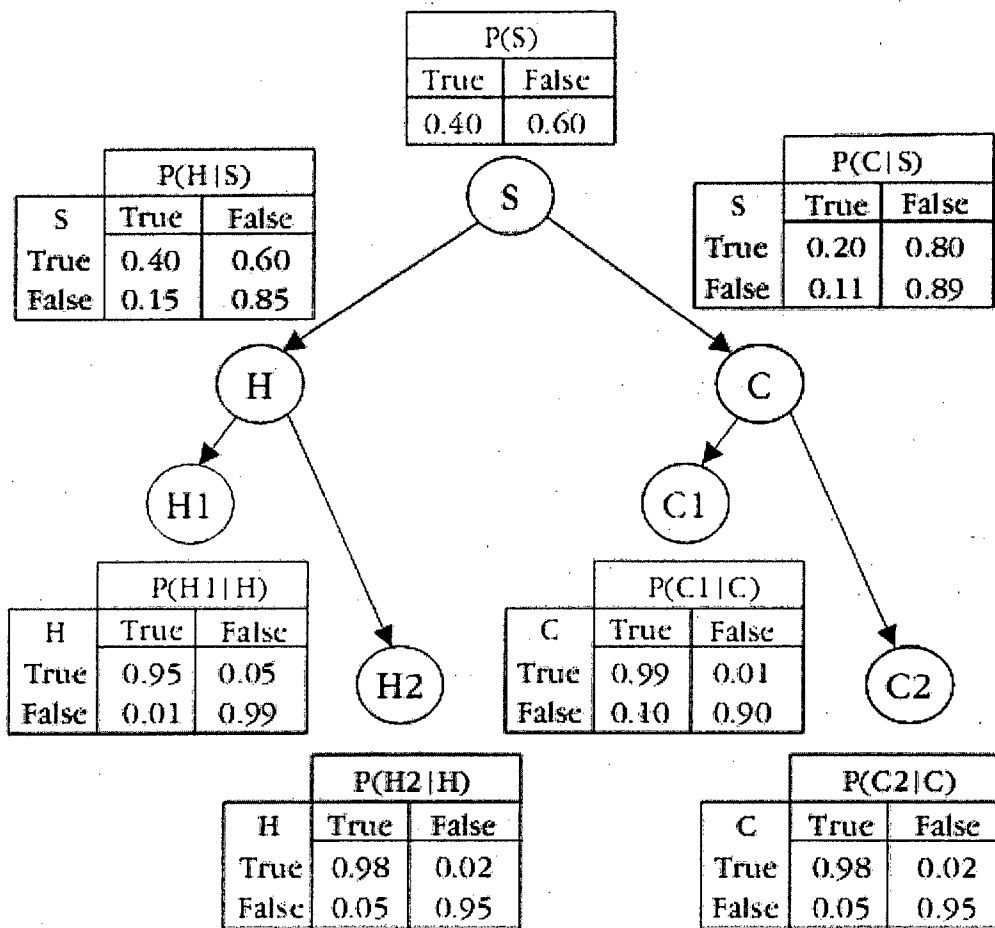 P(S)
True False
0.40 0.60
P(H|S)
S True False
True 0.40 0.60
False 0.15 0.85
S
P(C|S)
S True False
True 0.20 0.80
False 0.11 0.89
H
C
H1
C1
P(H1|H)
H True False
True 0.95 0.05
False 0.01 0.99
H2
P(C1|C)
C True False
True 0.99 0.01
False 0.10 0.90
C2
P(H2|H)
H True False
True 0.98 0.02
False 0.05 0.95
P(C2|C)
C True False
True 0.98 0.02
False 0.05 0.95